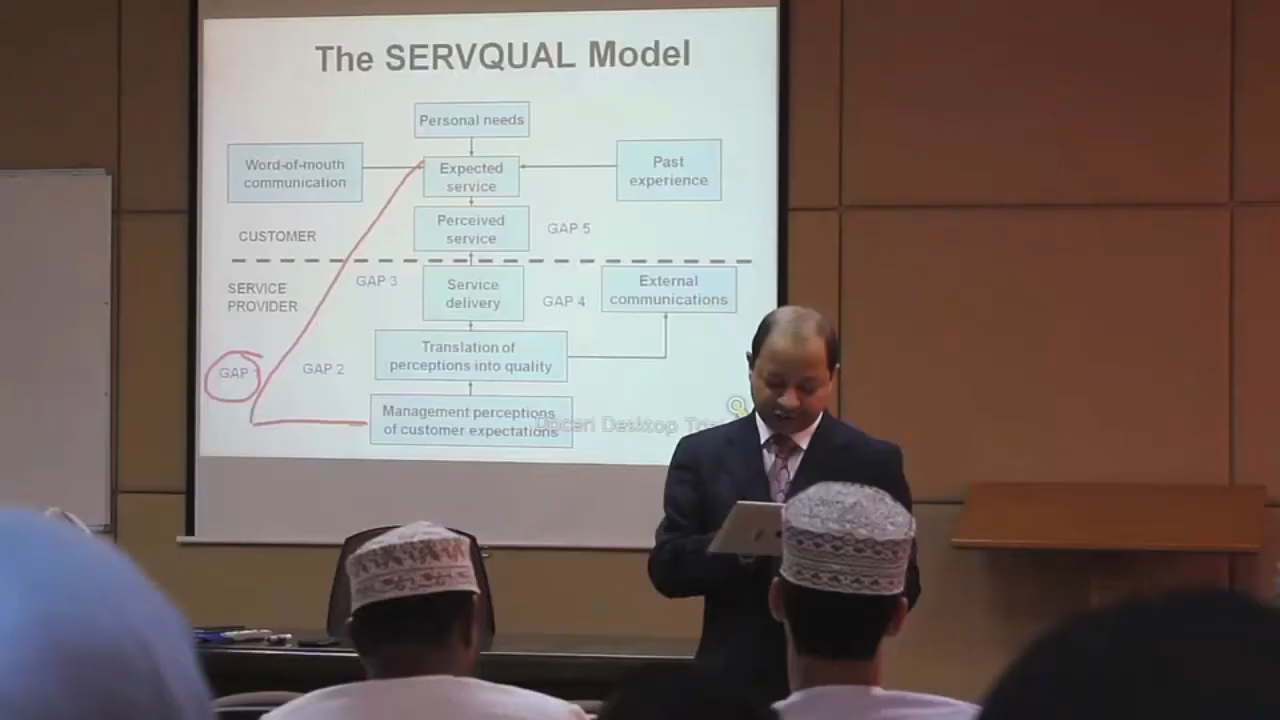 The SERVQUAL Model
Personal needs
Word-of-mouth
communication
Expected
service
Past
experience
Perceived
service
GAP 5
CUSTOMER
SERVICE
PROVIDER
GAP 3
Service
delivery
GAP 4
External
communications
GAP
GAP 2
Translation of
perceptions into quality
Management perceptions
of customer expectations
Doceri Desktop